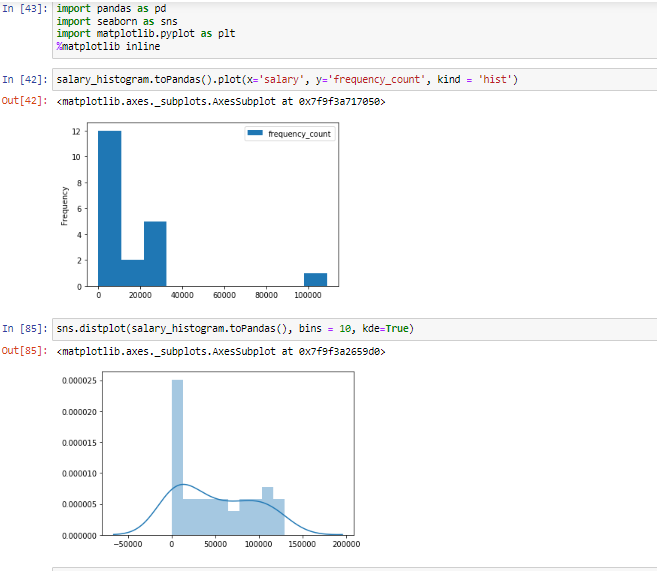 In [43]: import pandas as pd
import seaborn as sns
import matplotlib.pyplot as plt
%matplotlib inline
In [42]: salary_histogram.toPandas().plot(x='salary', y='frequency_count', kind = 'hist')
Out[42]: <matplotlib.axes._subplots.AxesSubplot at 0x7f9f3a717050>
frequency_count
12
10
8
6
4
2
0
Frequency
0 20000 40000 60000 80000 100000
In [85]: sns.distplot(salary_histogram.toPandas(), bins = 10, kde=True)
Out[85]: <matplotlib.axes._subplots.AxesSubplot at 0x7f9f3a2659d0>
0.000025
0.000020
0.000015
0.000010
0.000005
0.000000
−50000 0 50000 100000 150000 200000